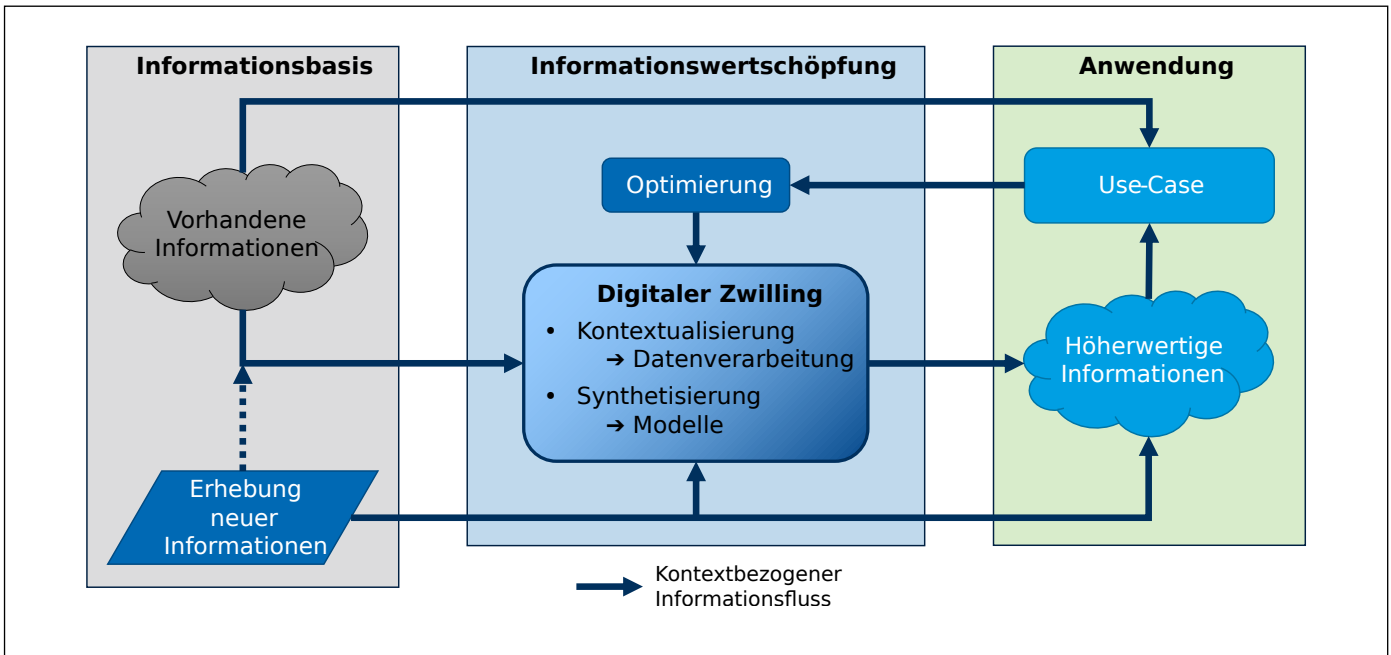 Informationsbasis
Vorhandene
Informationen
Erhebung
neuer
Informationen
Informationswertschöpfung
Optimierung
Digitaler Zwilling
• Kontextualisierung
➔ Datenverarbeitung
• Synthetisierung
➔ Modelle
Anwendung
Use-Case
Höherwertige
Informationen
Kontextbezogener
Informationsfluss